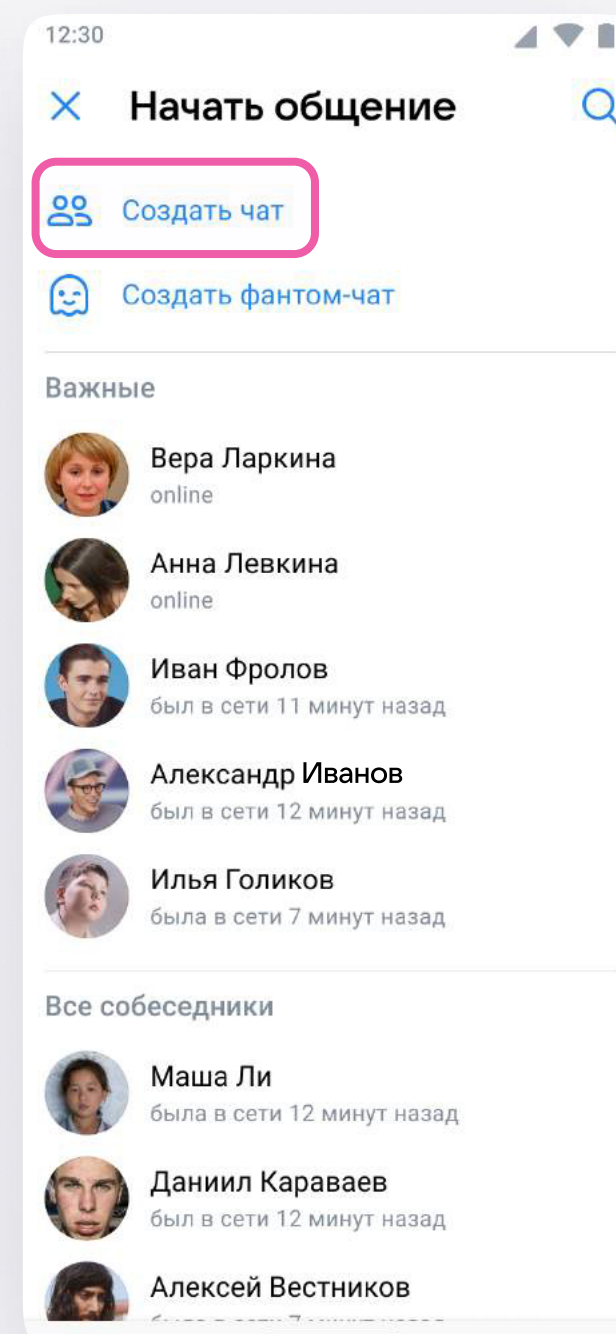 12:30
Начать общение
Создать чат
Создать фантом-чат
Важные
Вера Ларкина
online
Анна Левкина
online
Иван Фролов
был в сети 11 минут назад
Александр Иванов
был в сети 12 минут назад
Илья Голиков
была в сети 7 минут назад
Все собеседники
Маша Ли
была в сети 12 минут назад
Даниил Караваев
был в сети 12 минут назад
Алексей Вестников